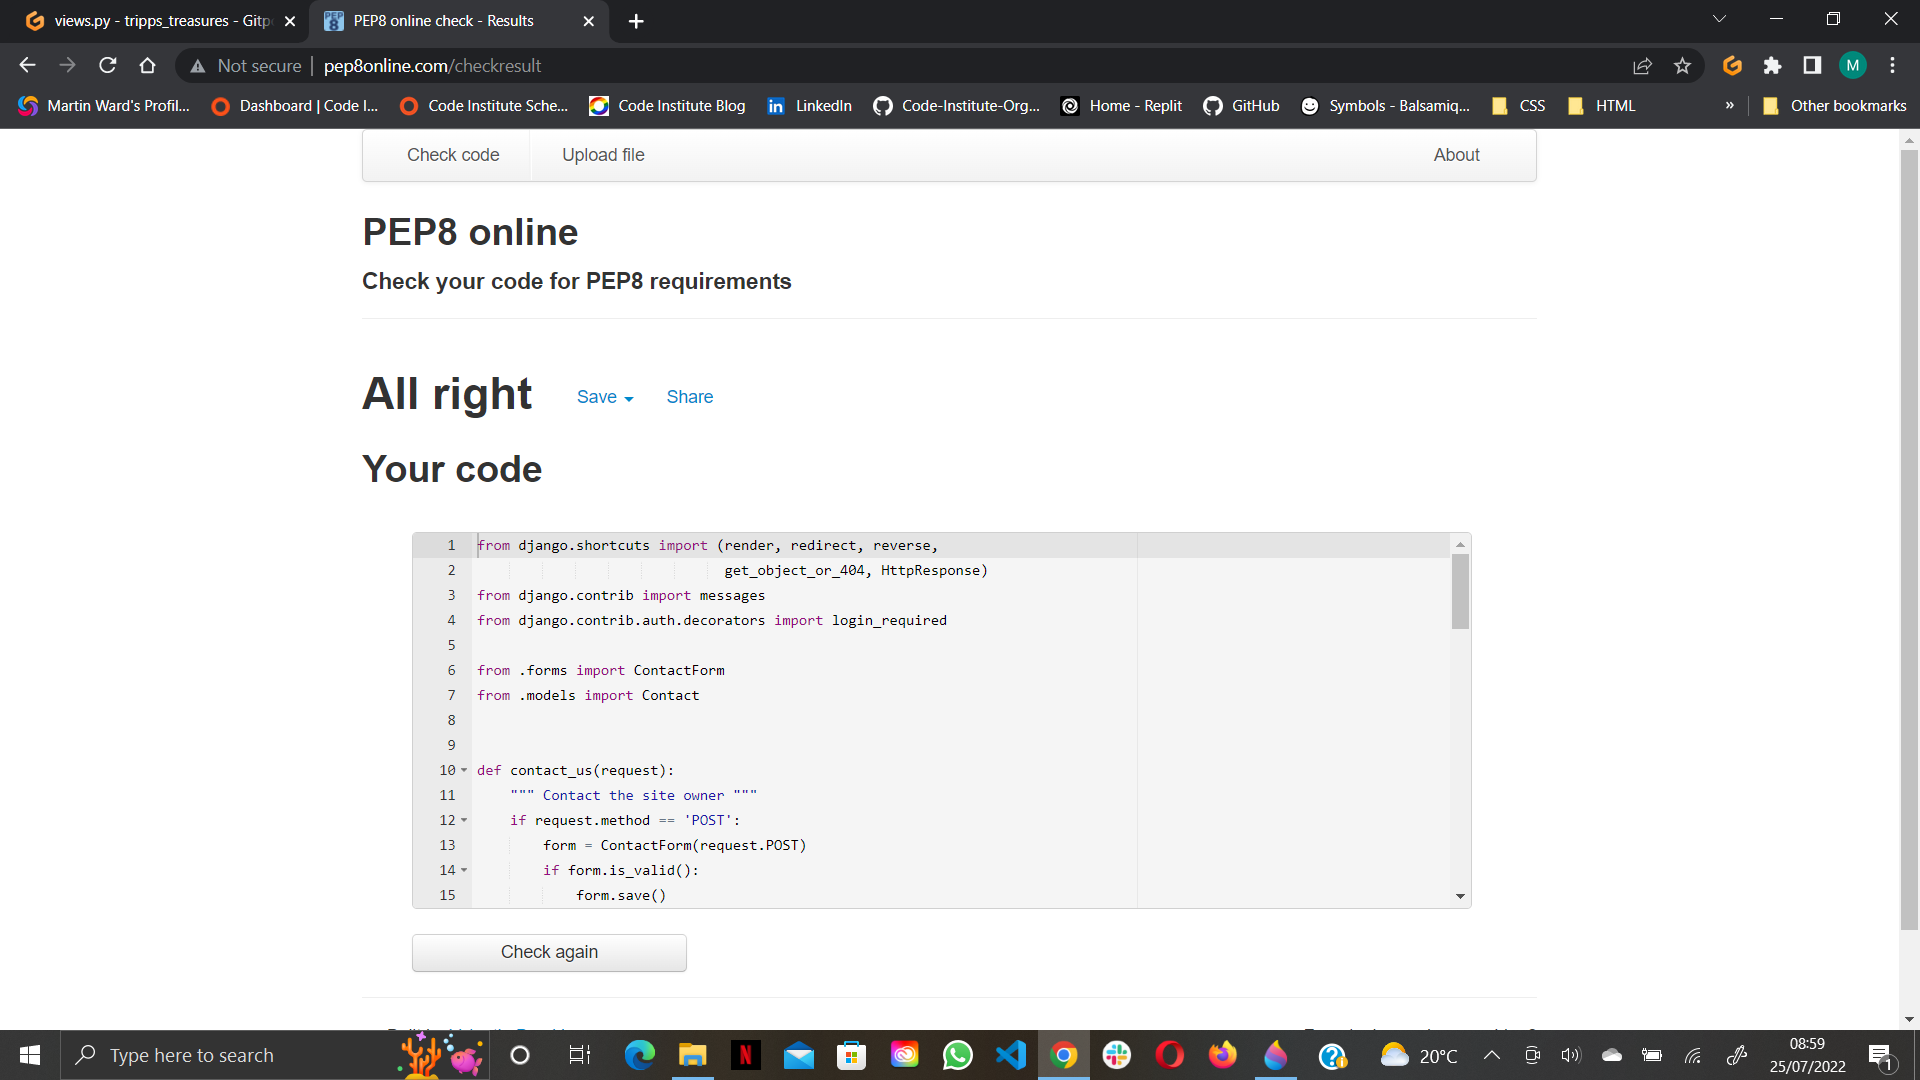 views.py - tripps_treasures - Gitp
PEP8 online check - Results
Not secure
pep8online.com/checkresult
M
Martin Ward's Profil...
Dashboard | Code I...
Code Institute Sche...
Code Institute Blog
LinkedIn
Code-Institute-Org...
Home - Replit
GitHub
Symbols - Balsamiq...
CSS
HTML
»
Other bookmarks
Check code
Upload file
About
PEP8 online
Check your code for PEP8 requirements
All right
Save
Share
Your code
1 from django.shortcuts import (render, redirect, reverse,
2 get_object_or_404, HttpResponse)
3 from django.contrib import messages
4 from django.contrib.auth.decorators import login_required
5
6 from .forms import ContactForm
7 from .models import Contact
8
9
10 def contact_us(request):
11 """ Contact the site owner """
12 if request.method == 'POST':
13 form = ContactForm(request.POST)
14 if form.is_valid():
15 form.save()
Check again
Type here to search
20°C
08:59
25/07/2022
1